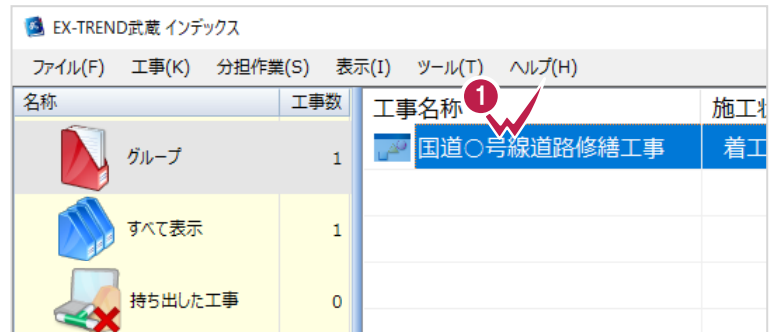 EX-TREND武蔵 インデックス
ファイル(F) 工事(K) 分担作業(S) 表示(I) ツール(T) ヘルプ(H)
名称 工事数 工事名称 施工
1
グループ 1 国道○号線道路修繕工事 着工
すべて表示 1
持ち出した工事 0